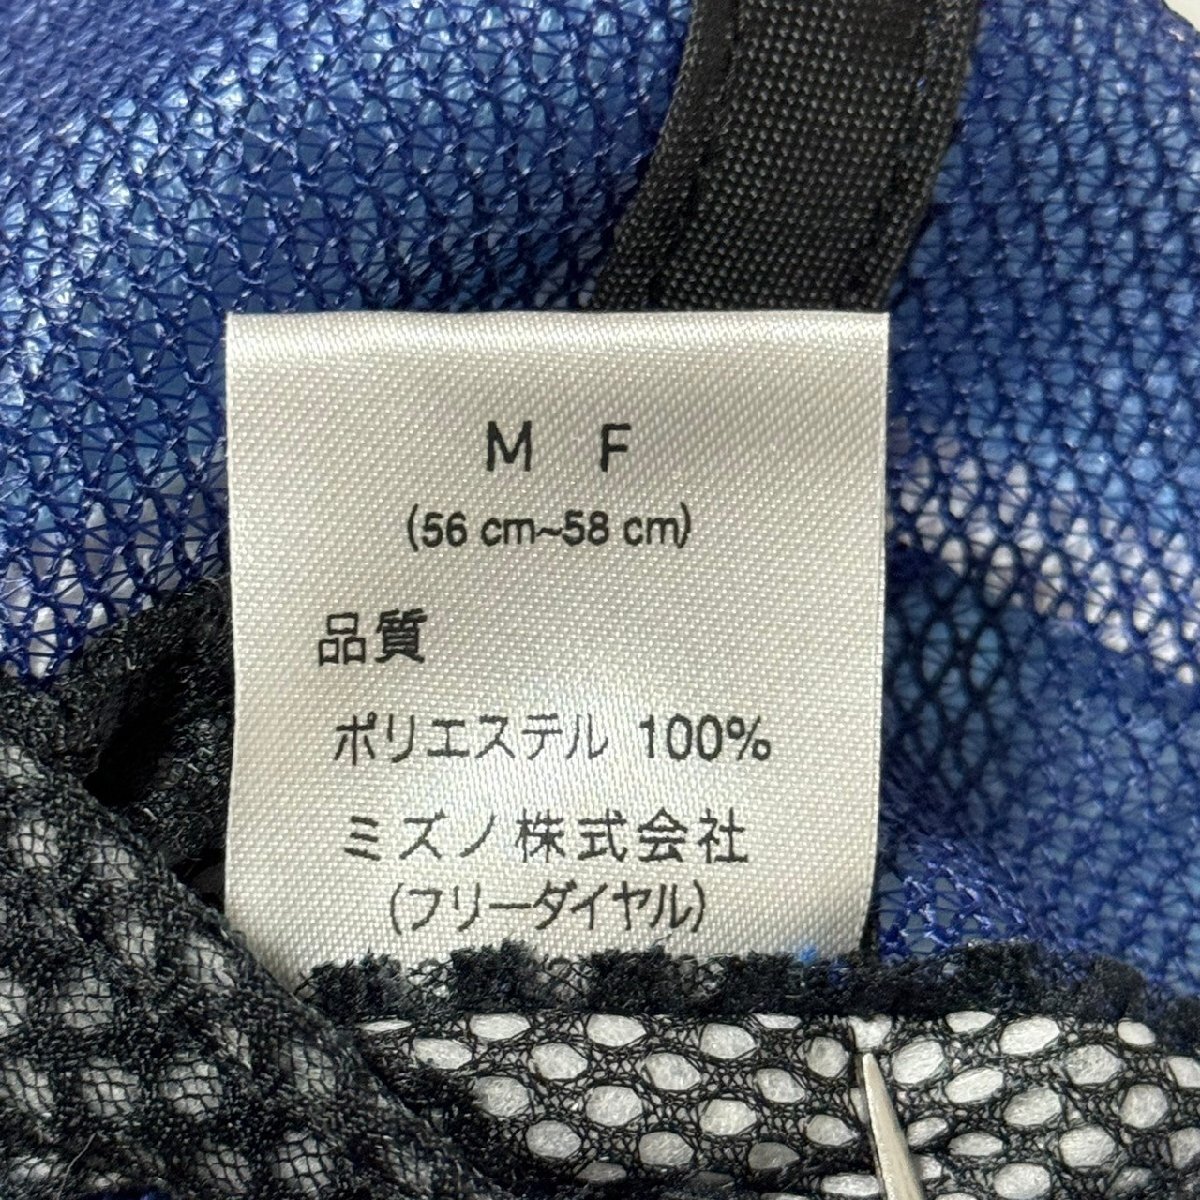 M F
(56 cm~58 cm)
品質
ポリエステル 100%
ミズノ株式会社
(フリーダイヤル)